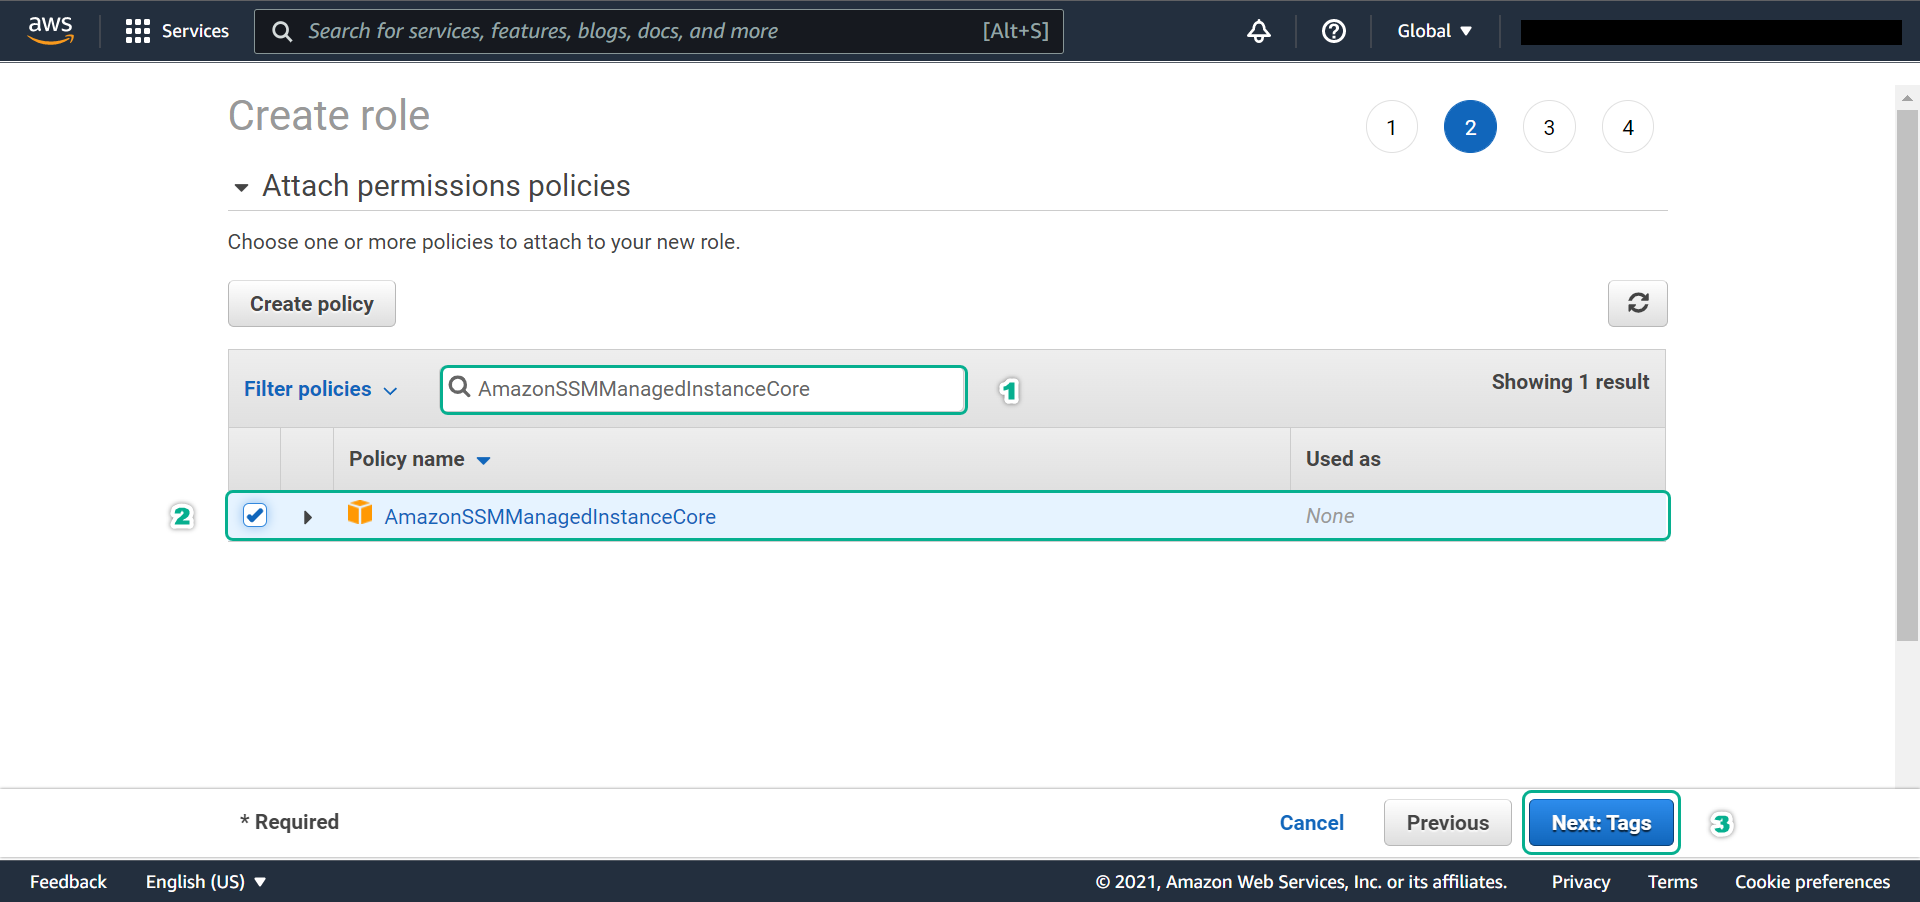 aws
Services
Search for services, features, blogs, docs, and more
[Alt+S]
Global
Create role
1
2
3
4
Attach permissions policies
Choose one or more policies to attach to your new role.
Create policy
Filter policies
AmazonSSMManagedInstanceCore
1
Showing 1 result
Policy name
Used as
2
AmazonSSMManagedInstanceCore
None
* Required
Cancel
Previous
Next: Tags
3
Feedback
English (US)
© 2021, Amazon Web Services, Inc. or its affiliates.
Privacy
Terms
Cookie preferences